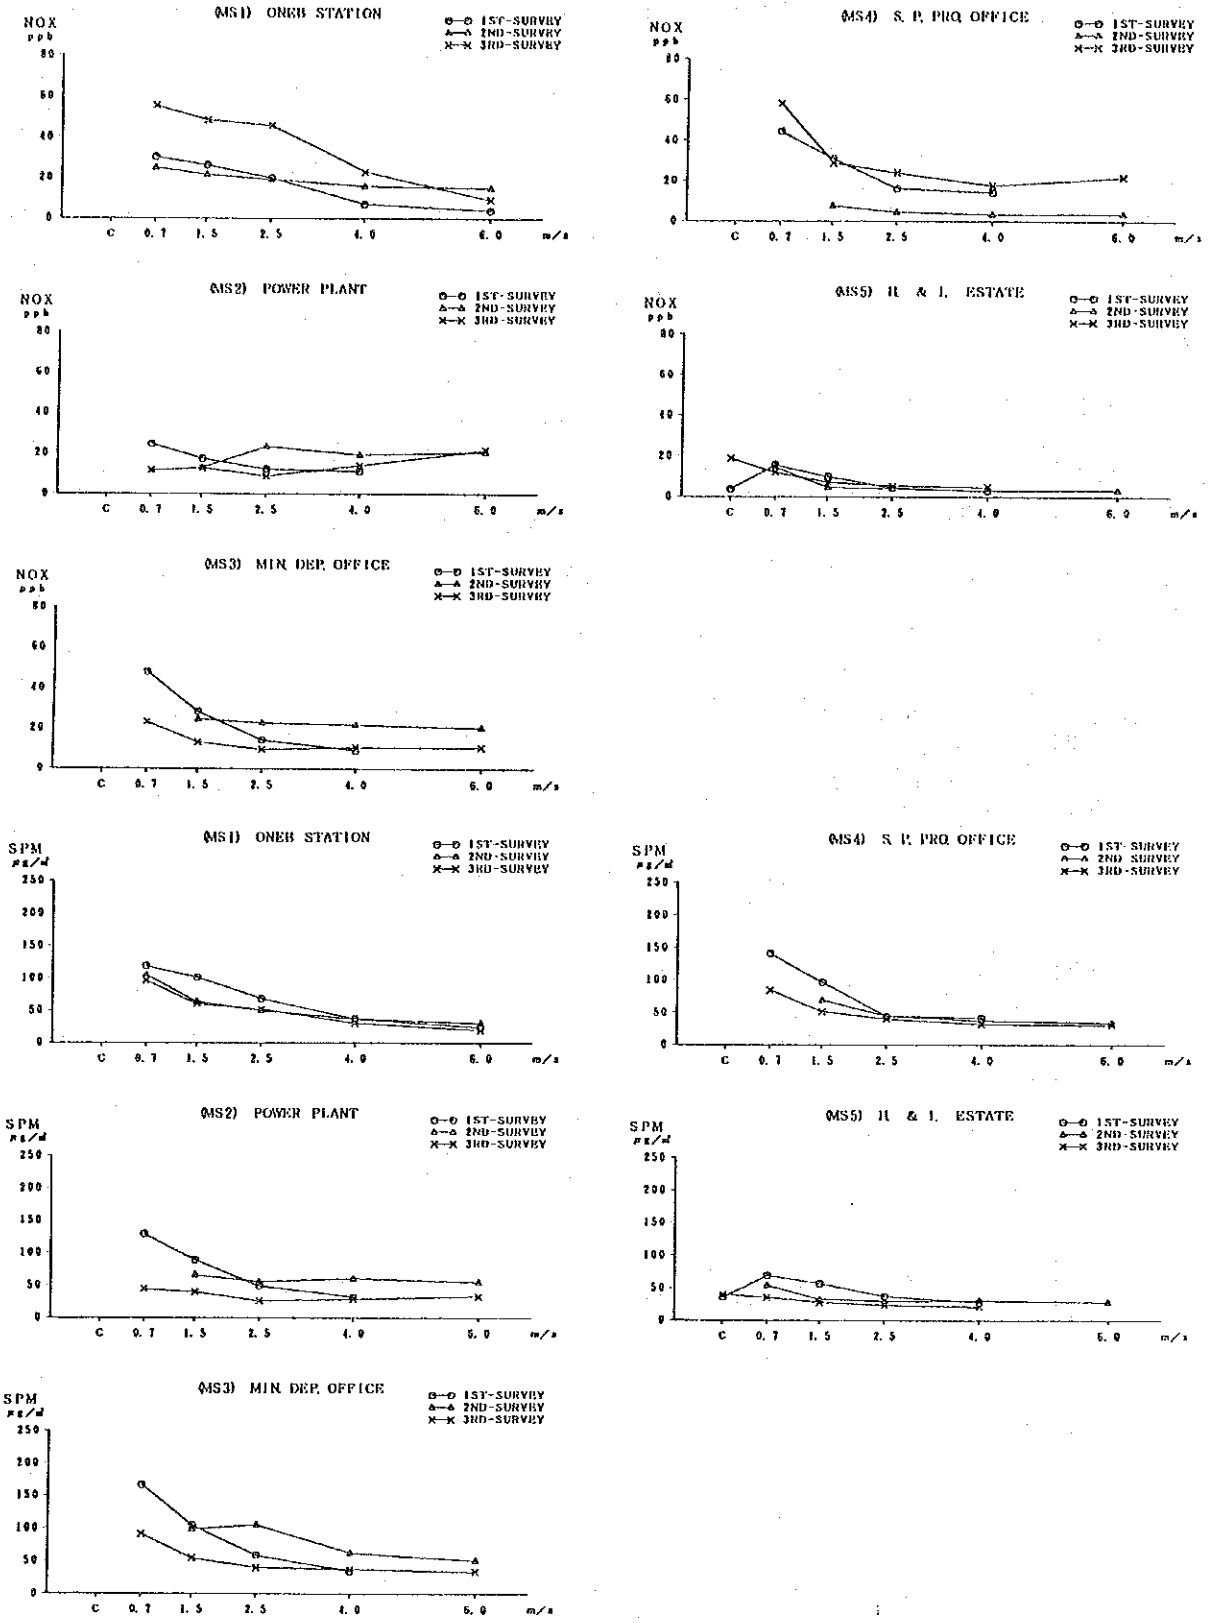 (MS1) ONEB STATION
NOX
ppb
1ST-SURVEY
2ND-SURVEY
3RD-SURVEY
80
60
40
20
0
C 0.7 1.5 2.5 4.0 6.0 m/s
(MS4) S. P. PRO. OFFICE
NOX
ppb
1ST-SURVEY
2ND-SURVEY
3RD-SURVEY
80
60
40
20
0
C 0.7 1.5 2.5 4.0 6.0 m/s
(MS2) POWER PLANT
NOX
ppb
1ST-SURVEY
2ND-SURVEY
3RD-SURVEY
80
60
40
20
0
C 0.7 1.5 2.5 4.0 6.0 m/s
(MS5) H. & I. ESTATE
NOX
ppb
1ST-SURVEY
2ND-SURVEY
3RD-SURVEY
80
60
40
20
0
C 0.7 1.5 2.5 4.0 6.0 m/s
(MS3) MIN. DEP. OFFICE
NOX
ppb
1ST-SURVEY
2ND-SURVEY
3RD-SURVEY
80
60
40
20
0
C 0.7 1.5 2.5 4.0 6.0 m/s
(MS1) ONEB STATION
SPM
μg/㎥
1ST-SURVEY
2ND-SURVEY
3RD-SURVEY
250
200
150
100
50
0
C 0.7 1.5 2.5 4.0 6.0 m/s
(MS4) S. P. PRO. OFFICE
SPM
μg/㎥
1ST-SURVEY
2ND-SURVEY
3RD-SURVEY
250
200
150
100
50
0
C 0.7 1.5 2.5 4.0 6.0 m/s
(MS2) POWER PLANT
SPM
μg/㎥
1ST-SURVEY
2ND-SURVEY
3RD-SURVEY
250
200
150
100
50
0
C 0.7 1.5 2.5 4.0 6.0 m/s
(MS5) H. & I. ESTATE
SPM
μg/㎥
1ST-SURVEY
2ND-SURVEY
3RD-SURVEY
250
200
150
100
50
0
C 0.7 1.5 2.5 4.0 6.0 m/s
(MS3) MIN. DEP. OFFICE
SPM
μg/㎥
1ST-SURVEY
2ND-SURVEY
3RD-SURVEY
250
200
150
100
50
0
C 0.7 1.5 2.5 4.0 6.0 m/s